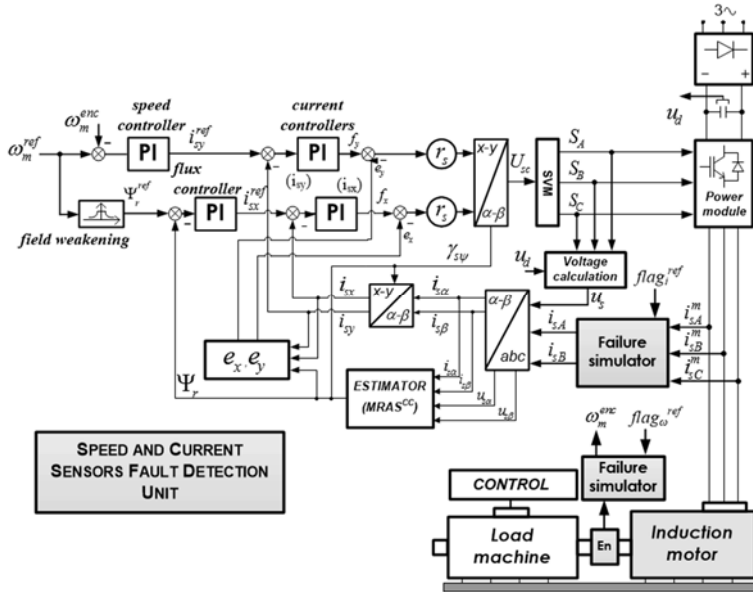 3~
− +
u_d
speed controller
current controllers
ω_m^ref
ω_m^enc
−
PI
i_sy^ref
−
PI
f_y
−
e_y
r_s
x-y
α-β
U_sc
SVM
S_A
S_B
S_C
Power module
flux controller
(i_sy)
(i_sx)
field weakening
Ψ_r^ref
−
PI
i_sx^ref
−
PI
f_x
−
e_x
r_s
γ_sψ
u_d
Voltage calculation
u_s
flag_i^ref
i_sx
i_sy
x-y
α-β
i_sα
i_sβ
α-β
abc
i_sA
i_sB
Failure simulator
i_sA^m
i_sB^m
i_sC^m
e_x, e_y
Ψ_r
ESTIMATOR (MRAS^CC)
i_sα
i_sβ
u_sα
u_sβ
SPEED AND CURRENT
SENSORS FAULT DETECTION
UNIT
ω_m^enc
flag_ω^ref
Failure simulator
CONTROL
Load machine
En
Induction motor